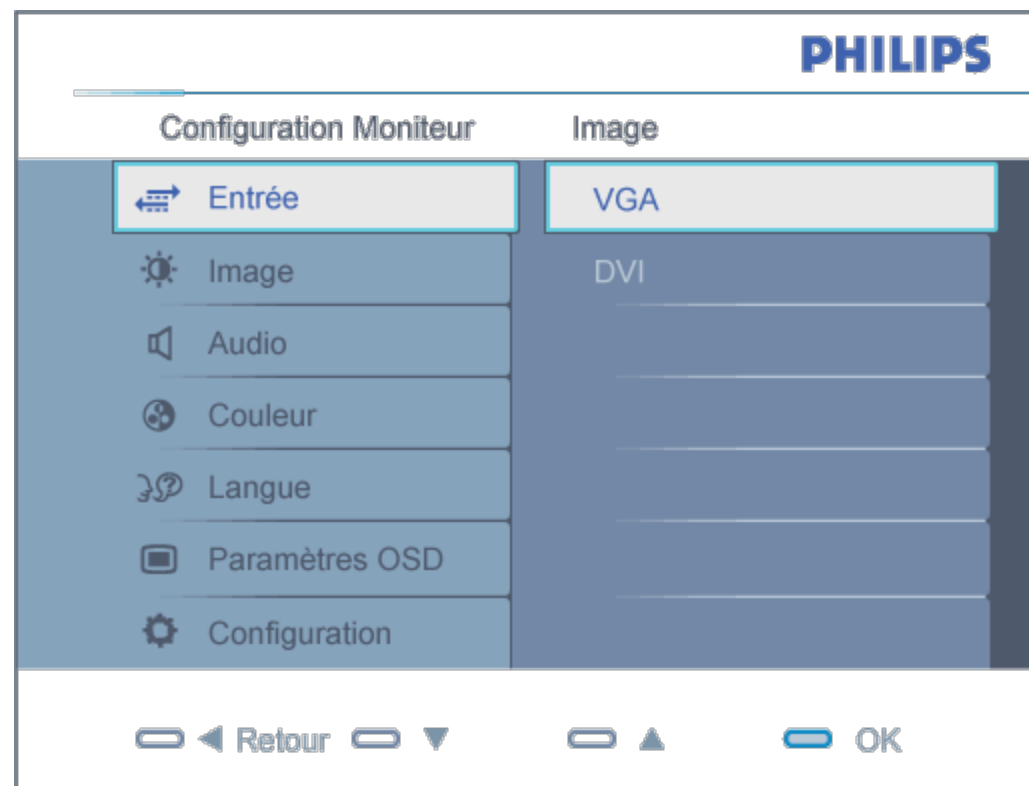 PHILIPS
Configuration Moniteur Image
Entrée VGA
Image DVI
Audio
Couleur
Langue
Paramètres OSD
Configuration
Retour OK